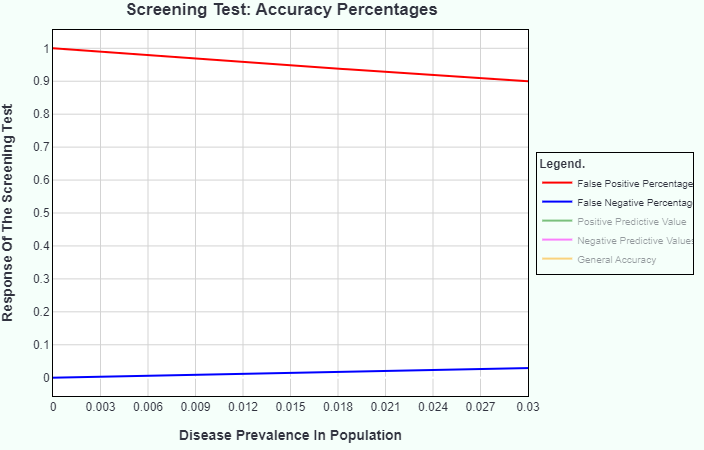 Screening Test: Accuracy Percentages
Response Of The Screening Test
1
0.9
0.8
0.7
0.6
0.5
0.4
0.3
0.2
0.1
0
0 0.003 0.006 0.009 0.012 0.015 0.018 0.021 0.024 0.027 0.03
Disease Prevalence In Population
Legend.
False Positive Percentage
False Negative Percentag
Positive Predictive Value
Negative Predictive Values
General Accuracy